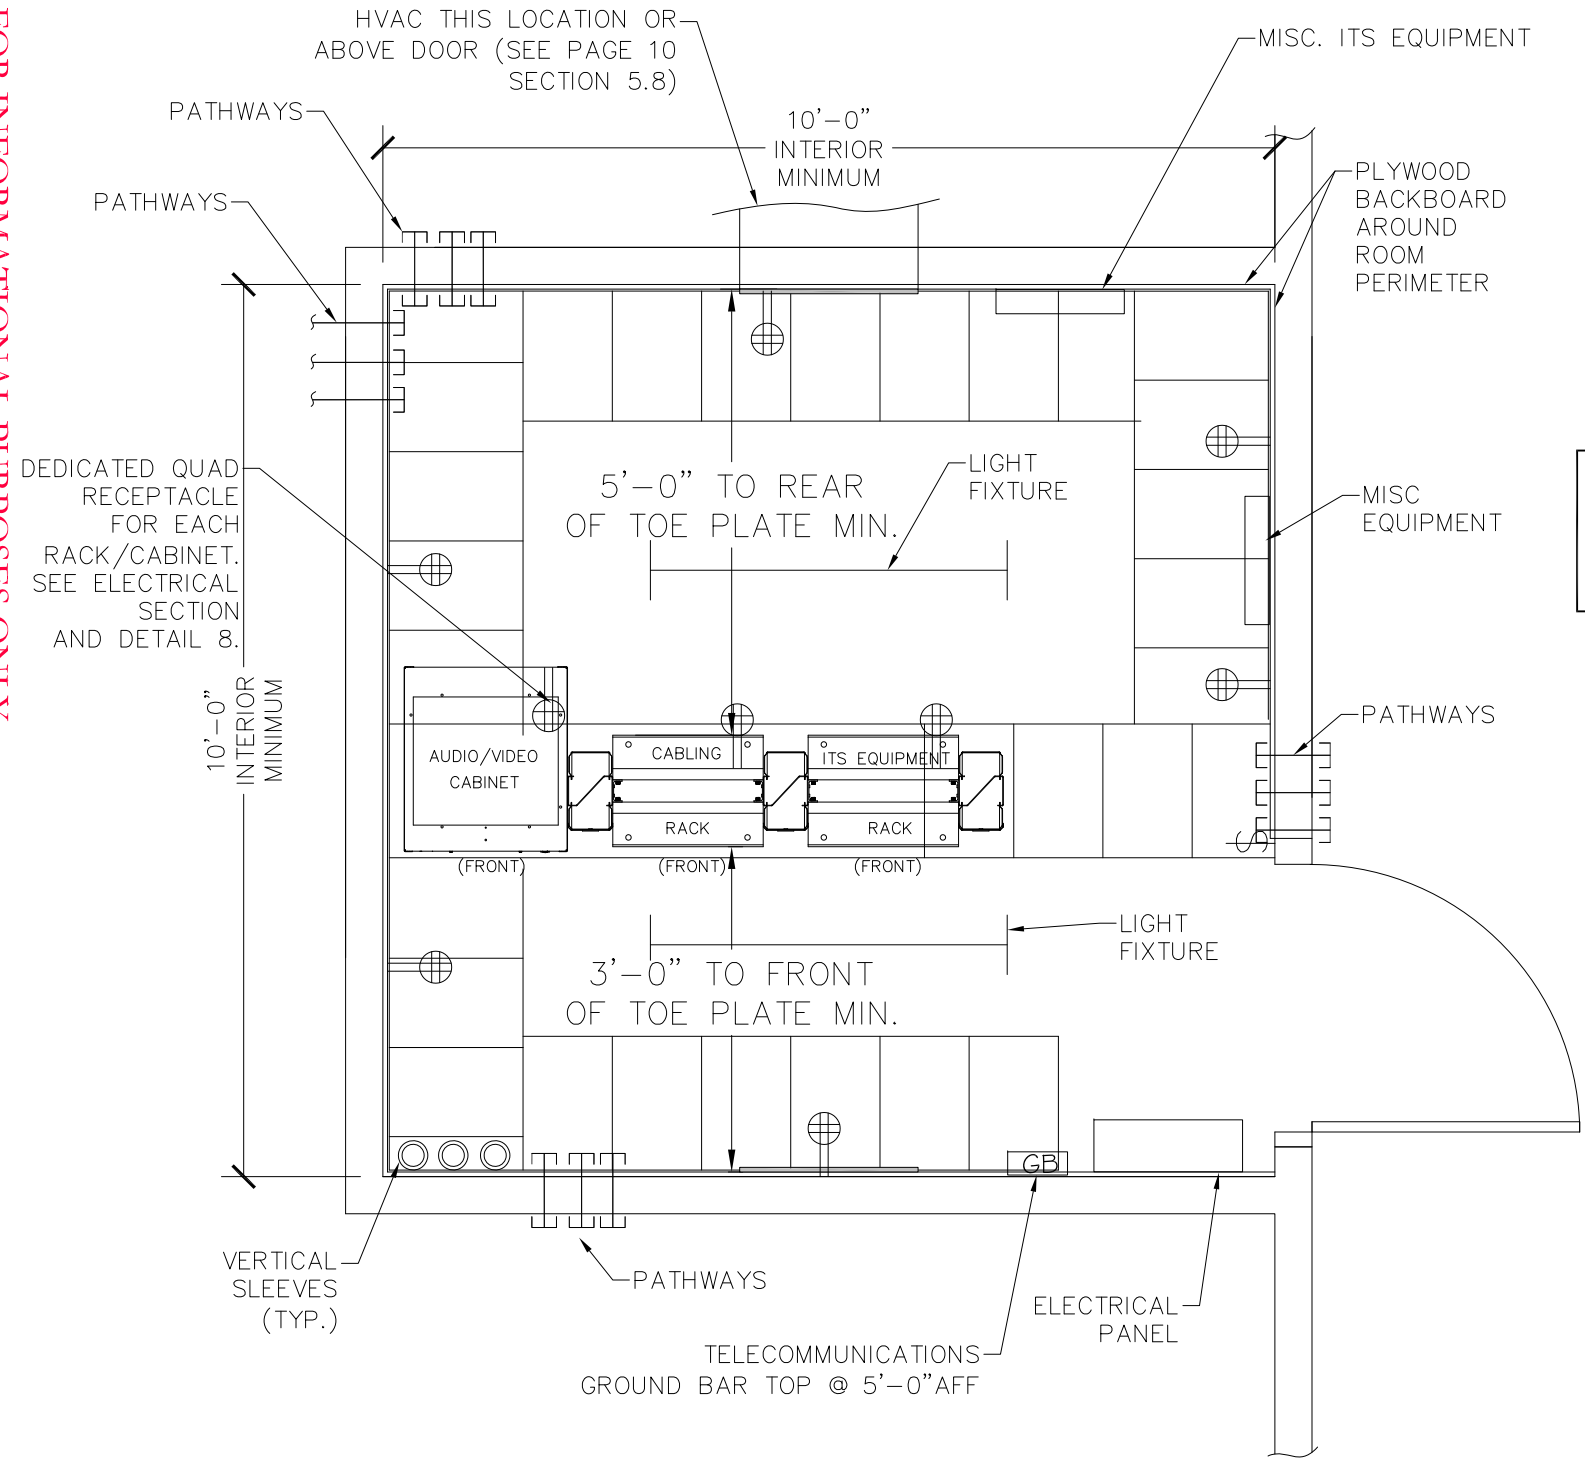 HVAC THIS LOCATION OR
ABOVE DOOR (SEE PAGE 10
SECTION 5.8)
MISC. ITS EQUIPMENT
PATHWAYS
10'-0"
INTERIOR
MINIMUM
PLYWOOD
BACKBOARD
AROUND
ROOM
PERIMETER
PATHWAYS
DEDICATED QUAD
RECEPTACLE
FOR EACH
RACK/CABINET.
SEE ELECTRICAL
SECTION
AND DETAIL 8.
5'-0" TO REAR
OF TOE PLATE MIN.
LIGHT
FIXTURE
MISC
EQUIPMENT
10'-0"
INTERIOR
MINIMUM
AUDIO/VIDEO
CABINET
(FRONT)
CABLING
RACK
(FRONT)
ITS EQUIPMENT
RACK
(FRONT)
PATHWAYS
S
LIGHT
FIXTURE
3'-0" TO FRONT
OF TOE PLATE MIN.
GB
VERTICAL
SLEEVES
(TYP.)
PATHWAYS
ELECTRICAL
PANEL
TELECOMMUNICATIONS
GROUND BAR TOP @ 5'-0"AFF
FOR INFORMATIONAL PURPOSES ONLY